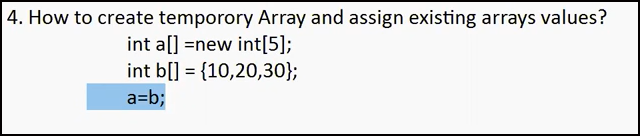 4. How to create temporory Array and assign existing arrays values?
int a[] =new int[5];
int b[] = {10,20,30};
a=b;